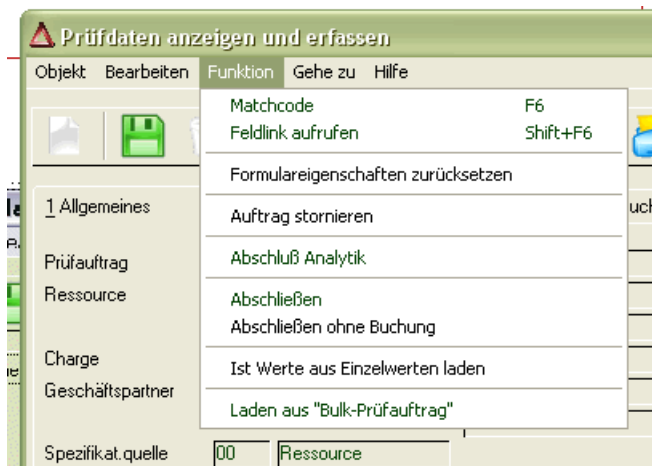 Prüfdaten anzeigen und erfassen
Objekt Bearbeiten Funktion Gehe zu Hilfe
Matchcode F6
Feldlink aufrufen Shift+F6
Formulareigenschaften zurücksetzen
1 Allgemeines
Auftrag stornieren
Prüfauftrag
Abschluß Analytik
Ressource
Abschließen
Abschließen ohne Buchung
Charge
Ist Werte aus Einzelwerten laden
Geschäftspartner
Laden aus "Bulk-Prüfauftrag"
Spezifikat.quelle 00 Ressource